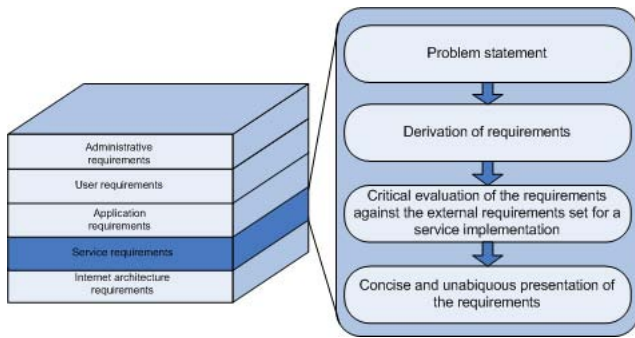 Administrative
requirements
User requirements
Application
requirements
Service requirements
Internet architecture
requirements
Problem statement
Derivation of requirements
Critical evaluation of the requirements
against the external requirements set for a
service implementation
Concise and unabiquous presentation of
the requirements